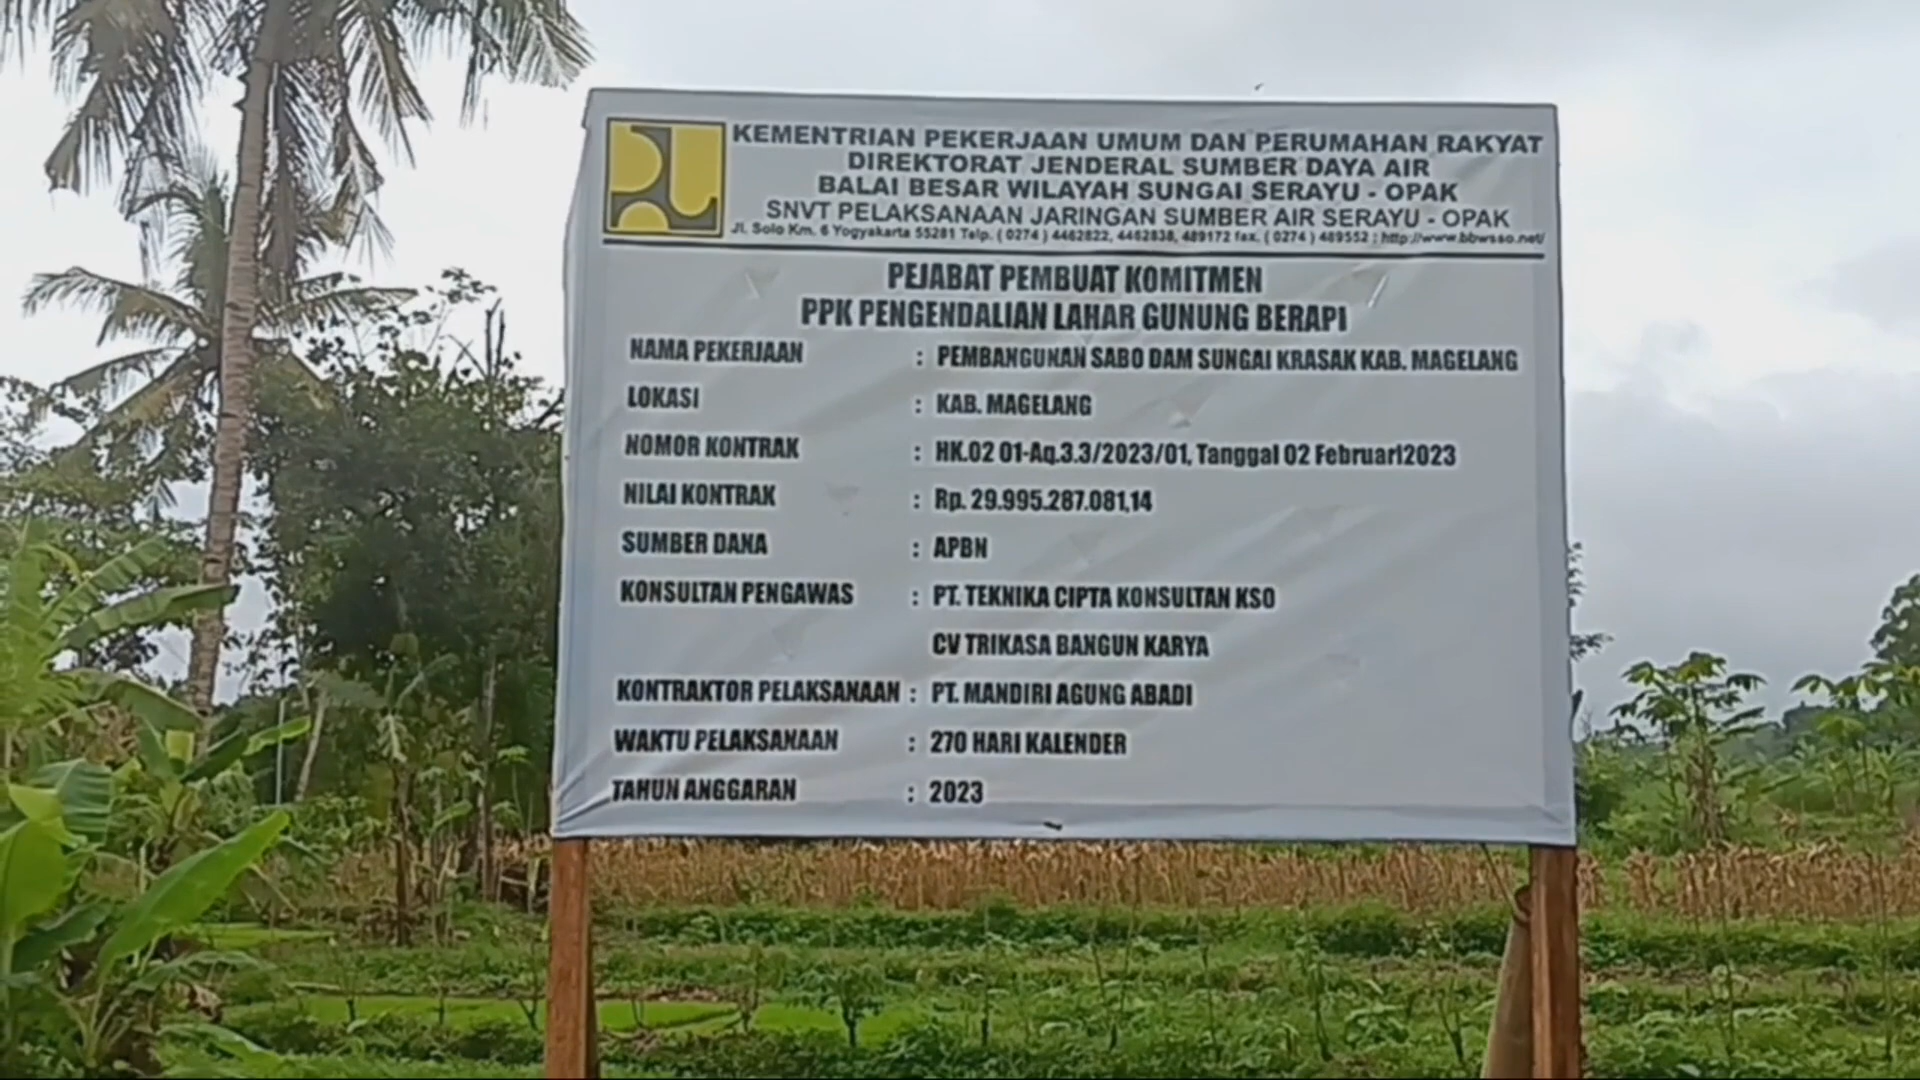 KEMENTRIAN PEKERJAAN UMUM DAN PERUMAHAN RAKYAT
DIREKTORAT JENDERAL SUMBER DAYA AIR
BALAI BESAR WILAYAH SUNGAI SERAYU - OPAK
SNVT PELAKSANAAN JARINGAN SUMBER AIR SERAYU - OPAK
Jl. Solo Km. 6 Yogyakarta 55281 Telp. ( 0274 ) 4462822, 4462838, 489172 fax. ( 0274 ) 489552 ; http://www.bbwsso.net/
PEJABAT PEMBUAT KOMITMEN
PPK PENGENDALIAN LAHAR GUNUNG BERAPI
NAMA PEKERJAAN : PEMBANGUNAN SABO DAM SUNGAI KRASAK KAB. MAGELANG
LOKASI : KAB. MAGELANG
NOMOR KONTRAK : HK.02 01-Aq.3.3/2023/01, Tanggal 02 Februari2023
NILAI KONTRAK : Rp. 29.995.287.081,14
SUMBER DANA : APBN
KONSULTAN PENGAWAS : PT. TEKNIKA CIPTA KONSULTAN KSO
CV TRIKASA BANGUN KARYA
KONTRAKTOR PELAKSANAAN : PT. MANDIRI AGUNG ABADI
WAKTU PELAKSANAAN : 270 HARI KALENDER
TAHUN ANGGARAN : 2023